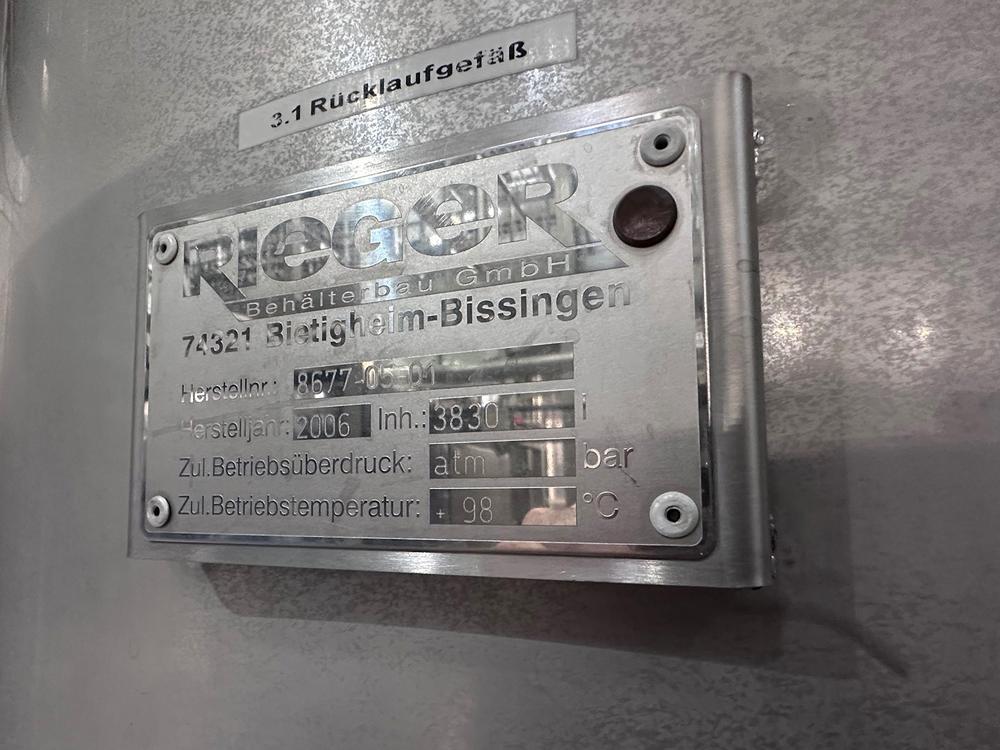 3.1 Rücklaufgefäß
RIEGER
Behälterbau GmbH
74321 Bietigheim-Bissingen
Herstellnr.: 8677-05-01
Herstelljahr: 2006 Inh.: 3830 l
Zul.Betriebsüberdruck: atm bar
Zul.Betriebstemperatur: + 98 °C